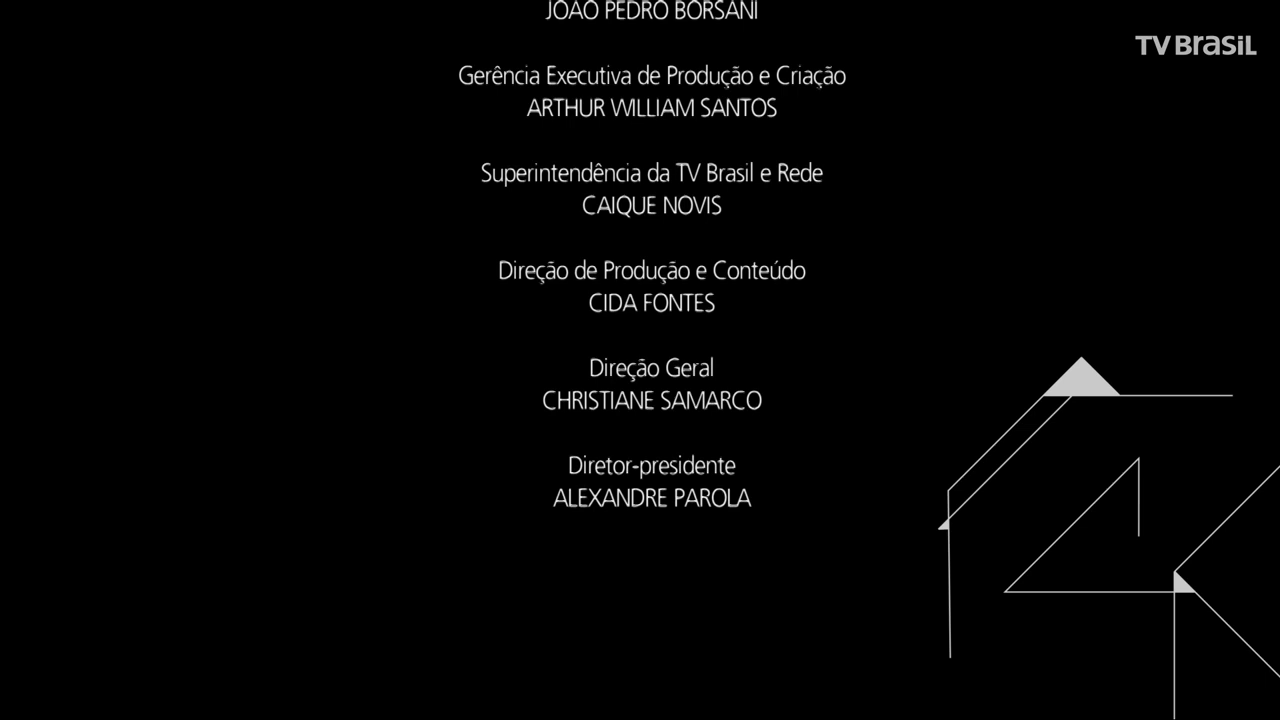 JOÃO PEDRO BORSANI
TV BRASIL
Gerência Executiva de Produção e Criação
ARTHUR WILLIAM SANTOS
Superintendência da TV Brasil e Rede
CAIQUE NOVIS
Direção de Produção e Conteúdo
CIDA FONTES
Direção Geral
CHRISTIANE SAMARCO
Diretor-presidente
ALEXANDRE PAROLA